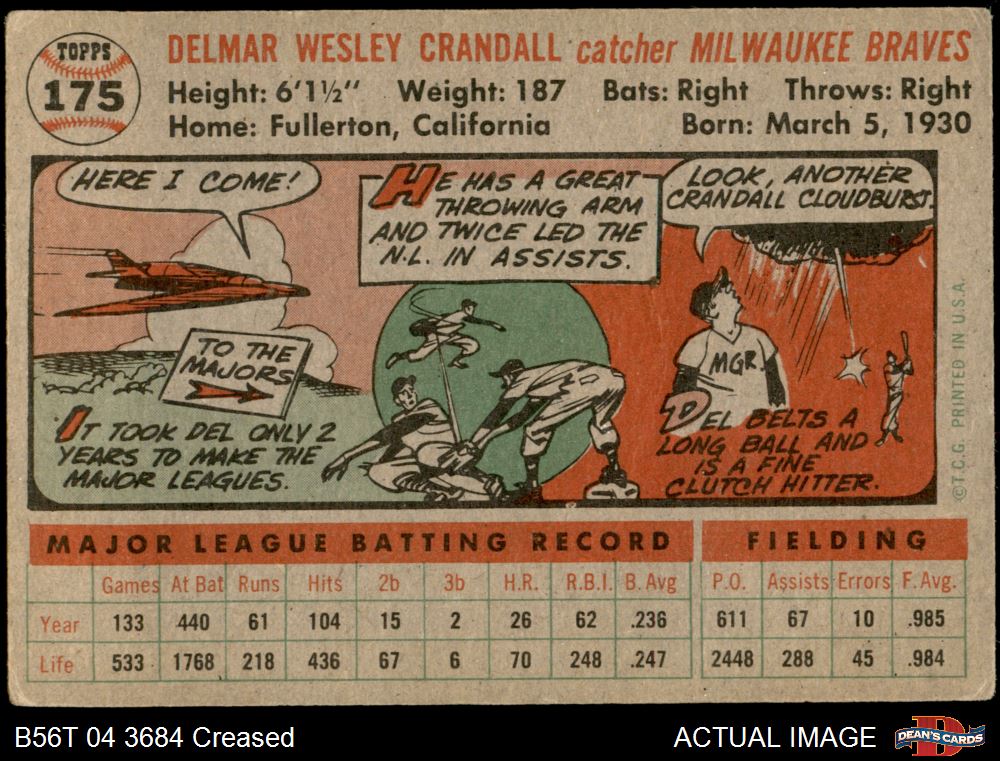 TOPPS
175
DELMAR WESLEY CRANDALL catcher MILWAUKEE BRAVES
Height: 6'1½" Weight: 187 Bats: Right Throws: Right
Home: Fullerton, California Born: March 5, 1930
HERE I COME!
TO THE
MAJORS
IT TOOK DEL ONLY 2
YEARS TO MAKE THE
MAJOR LEAGUES.
HE HAS A GREAT
THROWING ARM
AND TWICE LED THE
N.L. IN ASSISTS.
LOOK, ANOTHER
CRANDALL CLOUDBURST.
MGR.
DEL BELTS A
LONG BALL AND
IS A FINE
CLUTCH HITTER.
©T.C.G. PRINTED IN U.S.A.
MAJOR LEAGUE BATTING RECORD FIELDING
Games At Bat Runs Hits 2b 3b H.R. R.B.I. B. Avg P.O. Assists Errors F. Avg.
Year 133 440 61 104 15 2 26 62 .236 611 67 10 .985
Life 533 1768 218 436 67 6 70 248 .247 2448 288 45 .984
B56T 04 3684 Creased ACTUAL IMAGE
DEAN'S CARDS